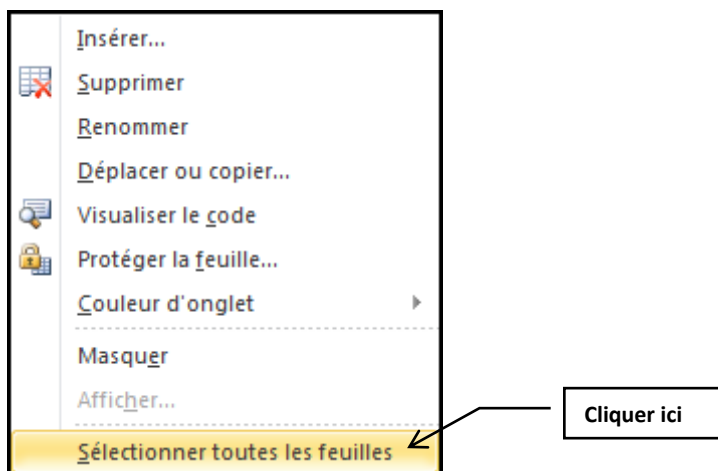 Insérer...
Supprimer
Renommer
Déplacer ou copier...
Visualiser le code
Protéger la feuille...
Couleur d'onglet
Masquer
Afficher...
Sélectionner toutes les feuilles
Cliquer ici